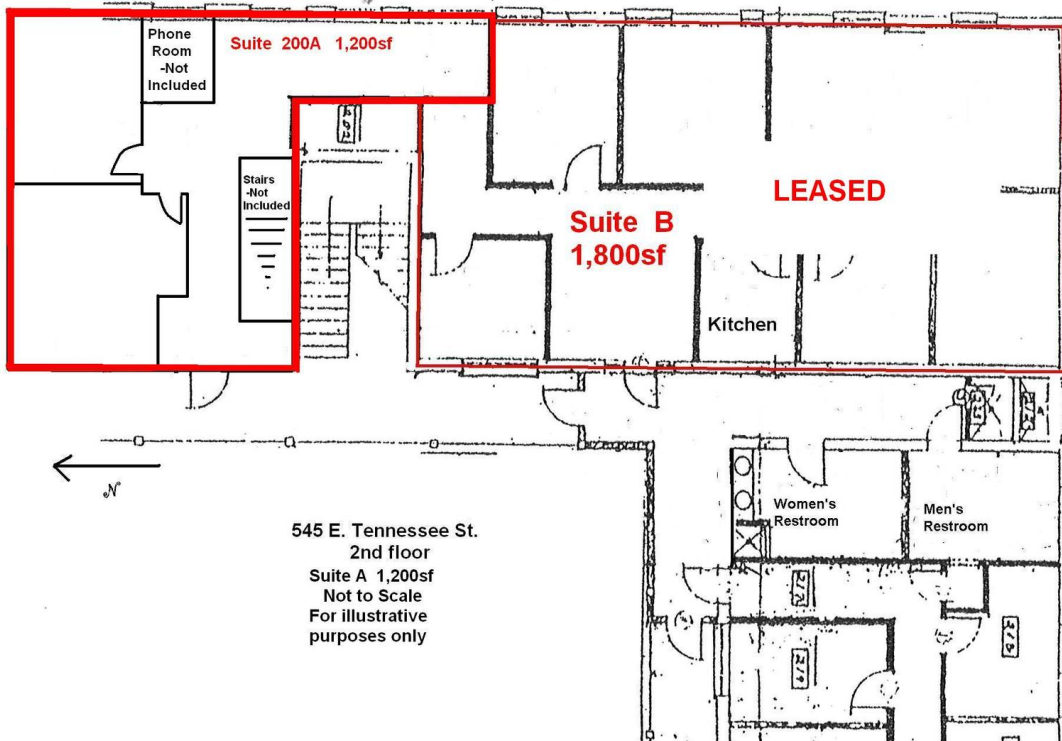 Phone
Room
-Not
Included
Suite 200A 1,200sf
Stairs
-Not
Included
Suite B
1,800sf
LEASED
Kitchen
N
Women's
Restroom
Men's
Restroom
545 E. Tennessee St.
2nd floor
Suite A 1,200sf
Not to Scale
For illustrative
purposes only